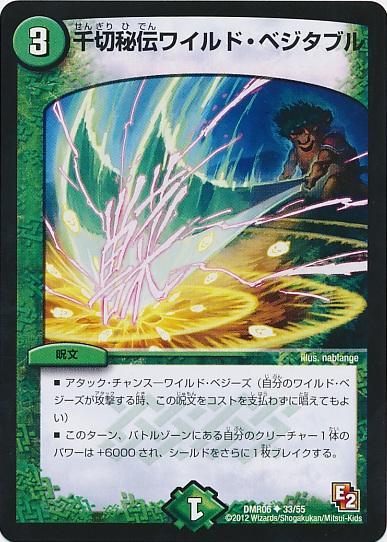 3
せんぎりひでん
千切秘伝ワイルド・ベジタブル
呪文
illus. nablange
■ アタック・チャンスーワイルド・ベジーズ（自分のワイルド・ベ
ジーズが攻撃する時、この呪文をコストを支払わずに唱えてもよ
い）
■ このターン、バトルゾーンにある自分のクリーチャー1体の
パワーは＋6000され、シールドをさらに1枚ブレイクする。
1
DMR06 ◆ 33/55
©2012 Wizards/Shogakukan/Mitsui-Kids
E2